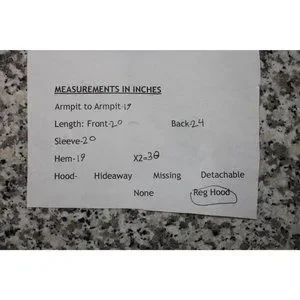 MEASUREMENTS IN INCHES
Armpit to Armpit-19
Length: Front-20 Back-24
Sleeve-20
Hem-19 X2=38
Hood- Hideaway Missing Detachable
None Reg Hood